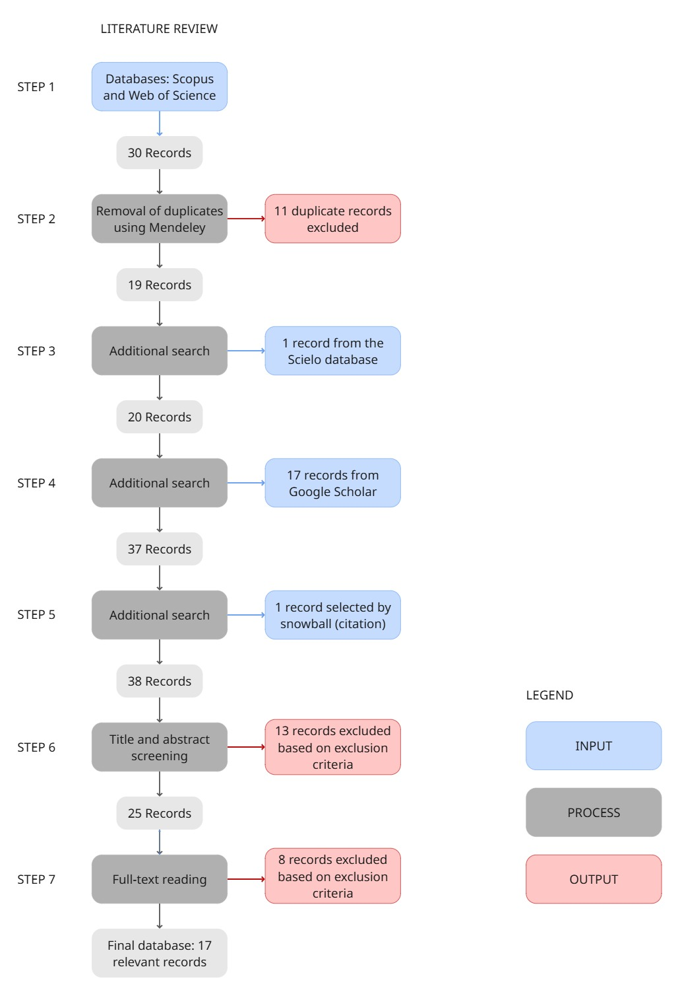 LITERATURE REVIEW
STEP 1
Databases: Scopus
and Web of Science
30 Records
STEP 2
Removal of duplicates
using Mendeley
11 duplicate records
excluded
19 Records
STEP 3
Additional search
1 record from the
Scielo database
20 Records
STEP 4
Additional search
17 records from
Google Scholar
37 Records
STEP 5
Additional search
1 record selected by
snowball (citation)
38 Records
STEP 6
Title and abstract
screening
13 records excluded
based on exclusion
criteria
25 Records
STEP 7
Full-text reading
8 records excluded
based on exclusion
criteria
Final database: 17
relevant records
LEGEND
INPUT
PROCESS
OUTPUT